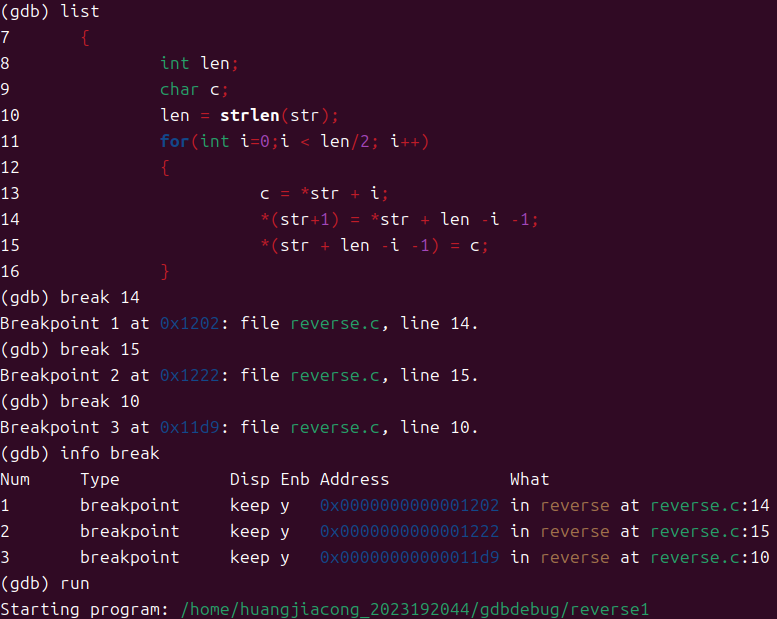 (gdb) list
7       {
8               int len;
9               char c;
10              len = strlen(str);
11              for(int i=0;i < len/2; i++)
12              {
13                        c = *str + i;
14                        *(str+1) = *str + len -i -1;
15                        *(str + len -i -1) = c;
16              }
(gdb) break 14
Breakpoint 1 at 0x1202: file reverse.c, line 14.
(gdb) break 15
Breakpoint 2 at 0x1222: file reverse.c, line 15.
(gdb) break 10
Breakpoint 3 at 0x11d9: file reverse.c, line 10.
(gdb) info break
Num     Type           Disp Enb Address            What
1       breakpoint     keep y   0x0000000000001202 in reverse at reverse.c:14
2       breakpoint     keep y   0x0000000000001222 in reverse at reverse.c:15
3       breakpoint     keep y   0x00000000000011d9 in reverse at reverse.c:10
(gdb) run
Starting program: /home/huangjiacong_2023192044/gdbdebug/reverse1